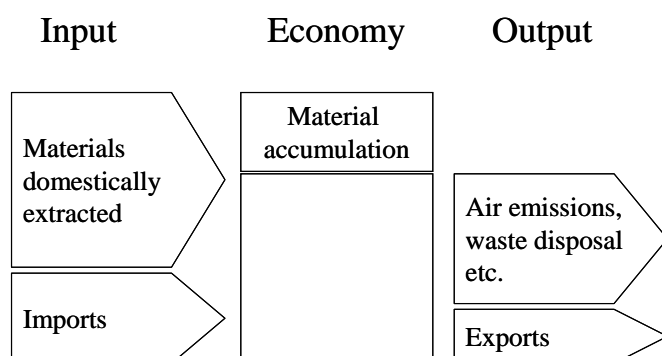 Input Economy Output
Material
accumulation
Materials
domestically
extracted
Air emissions,
waste disposal
etc.
Imports
Exports